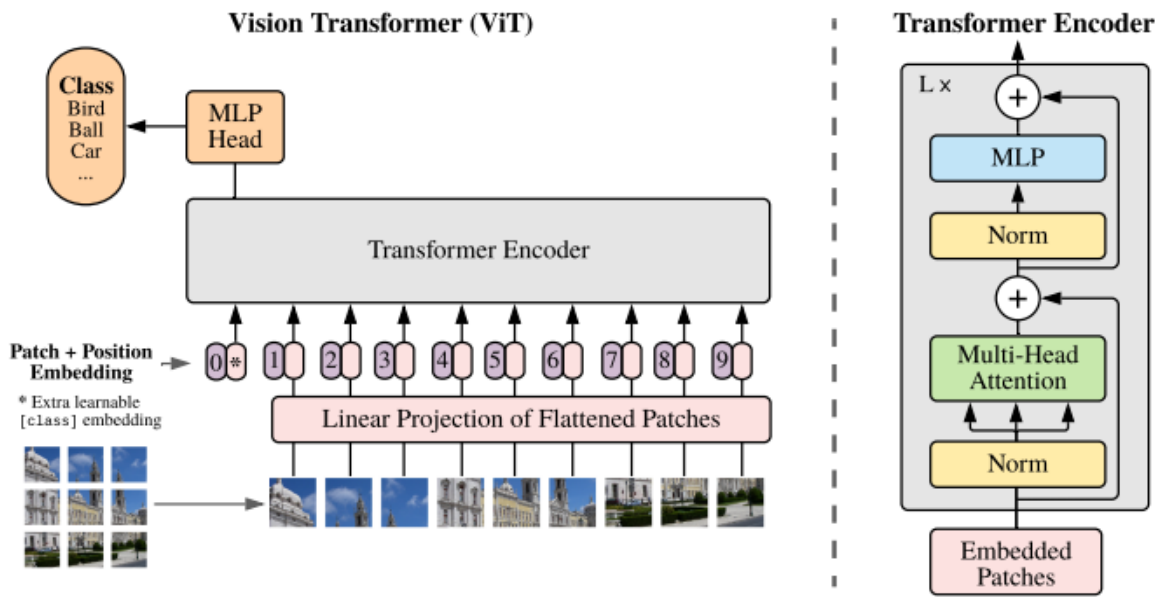 Vision Transformer (ViT)
Class
Bird
Ball
Car
...
MLP
Head
Transformer Encoder
Patch + Position
Embedding
* Extra learnable
[class] embedding
0 * 1 2 3 4 5 6 7 8 9
Linear Projection of Flattened Patches
Transformer Encoder
L ×
+
MLP
Norm
+
Multi-Head
Attention
Norm
Embedded
Patches